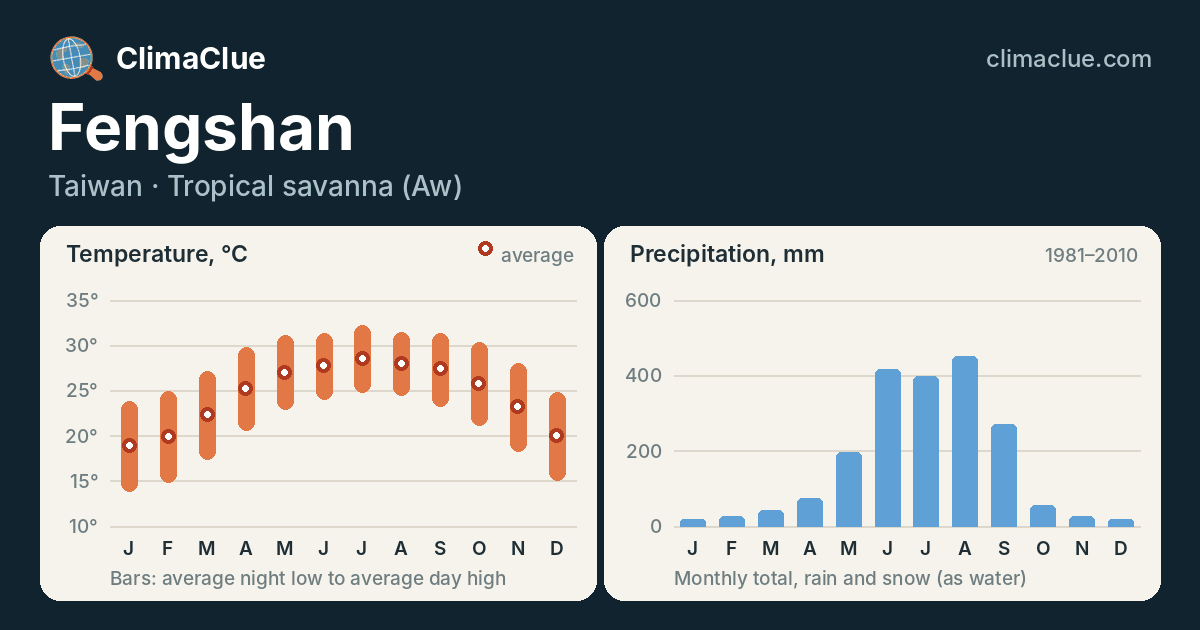 ClimaClue
climaclue.com
Fengshan
Taiwan · Tropical savanna (Aw)
Temperature, °C
average
35°
30°
25°
20°
15°
10°
J F M A M J J A S O N D
Bars: average night low to average day high
Precipitation, mm
1981–2010
600
400
200
0
J F M A M J J A S O N D
Monthly total, rain and snow (as water)